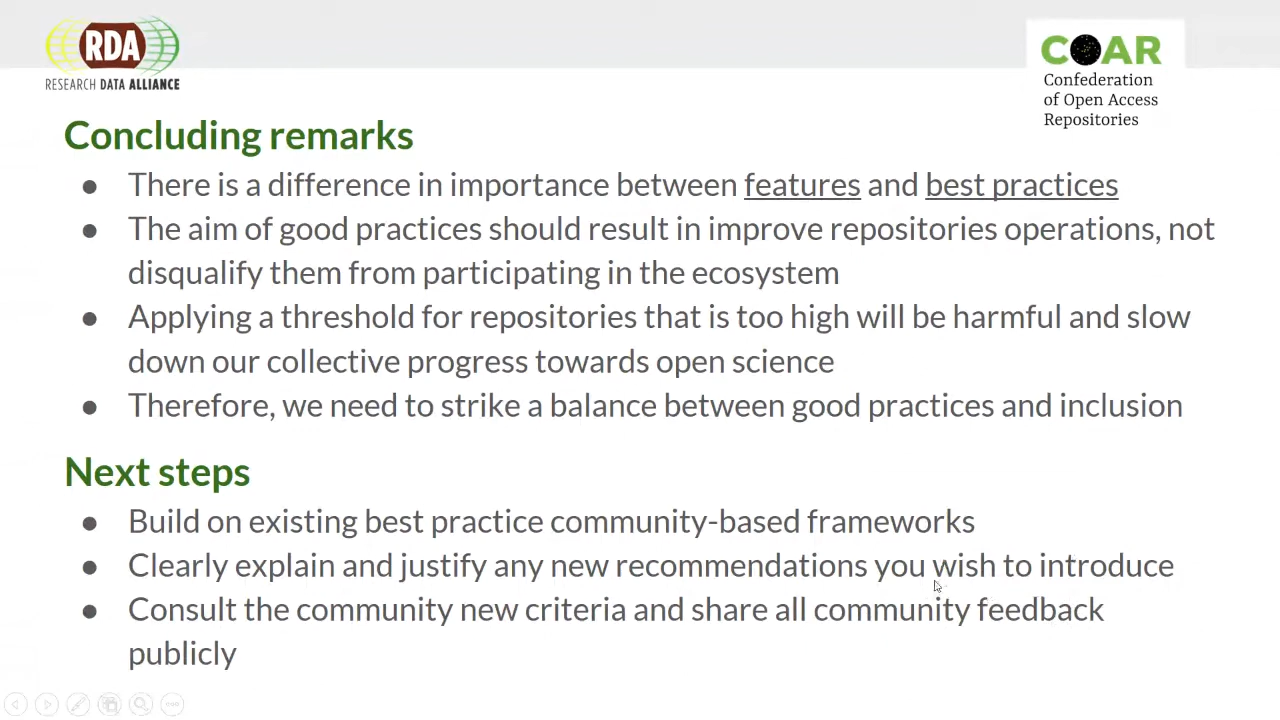 RDA
RESEARCH DATA ALLIANCE
COAR
Confederation
of Open Access
Repositories
Concluding remarks
● There is a difference in importance between features and best practices
● The aim of good practices should result in improve repositories operations, not
disqualify them from participating in the ecosystem
● Applying a threshold for repositories that is too high will be harmful and slow
down our collective progress towards open science
● Therefore, we need to strike a balance between good practices and inclusion
Next steps
● Build on existing best practice community-based frameworks
● Clearly explain and justify any new recommendations you wish to introduce
● Consult the community new criteria and share all community feedback
publicly